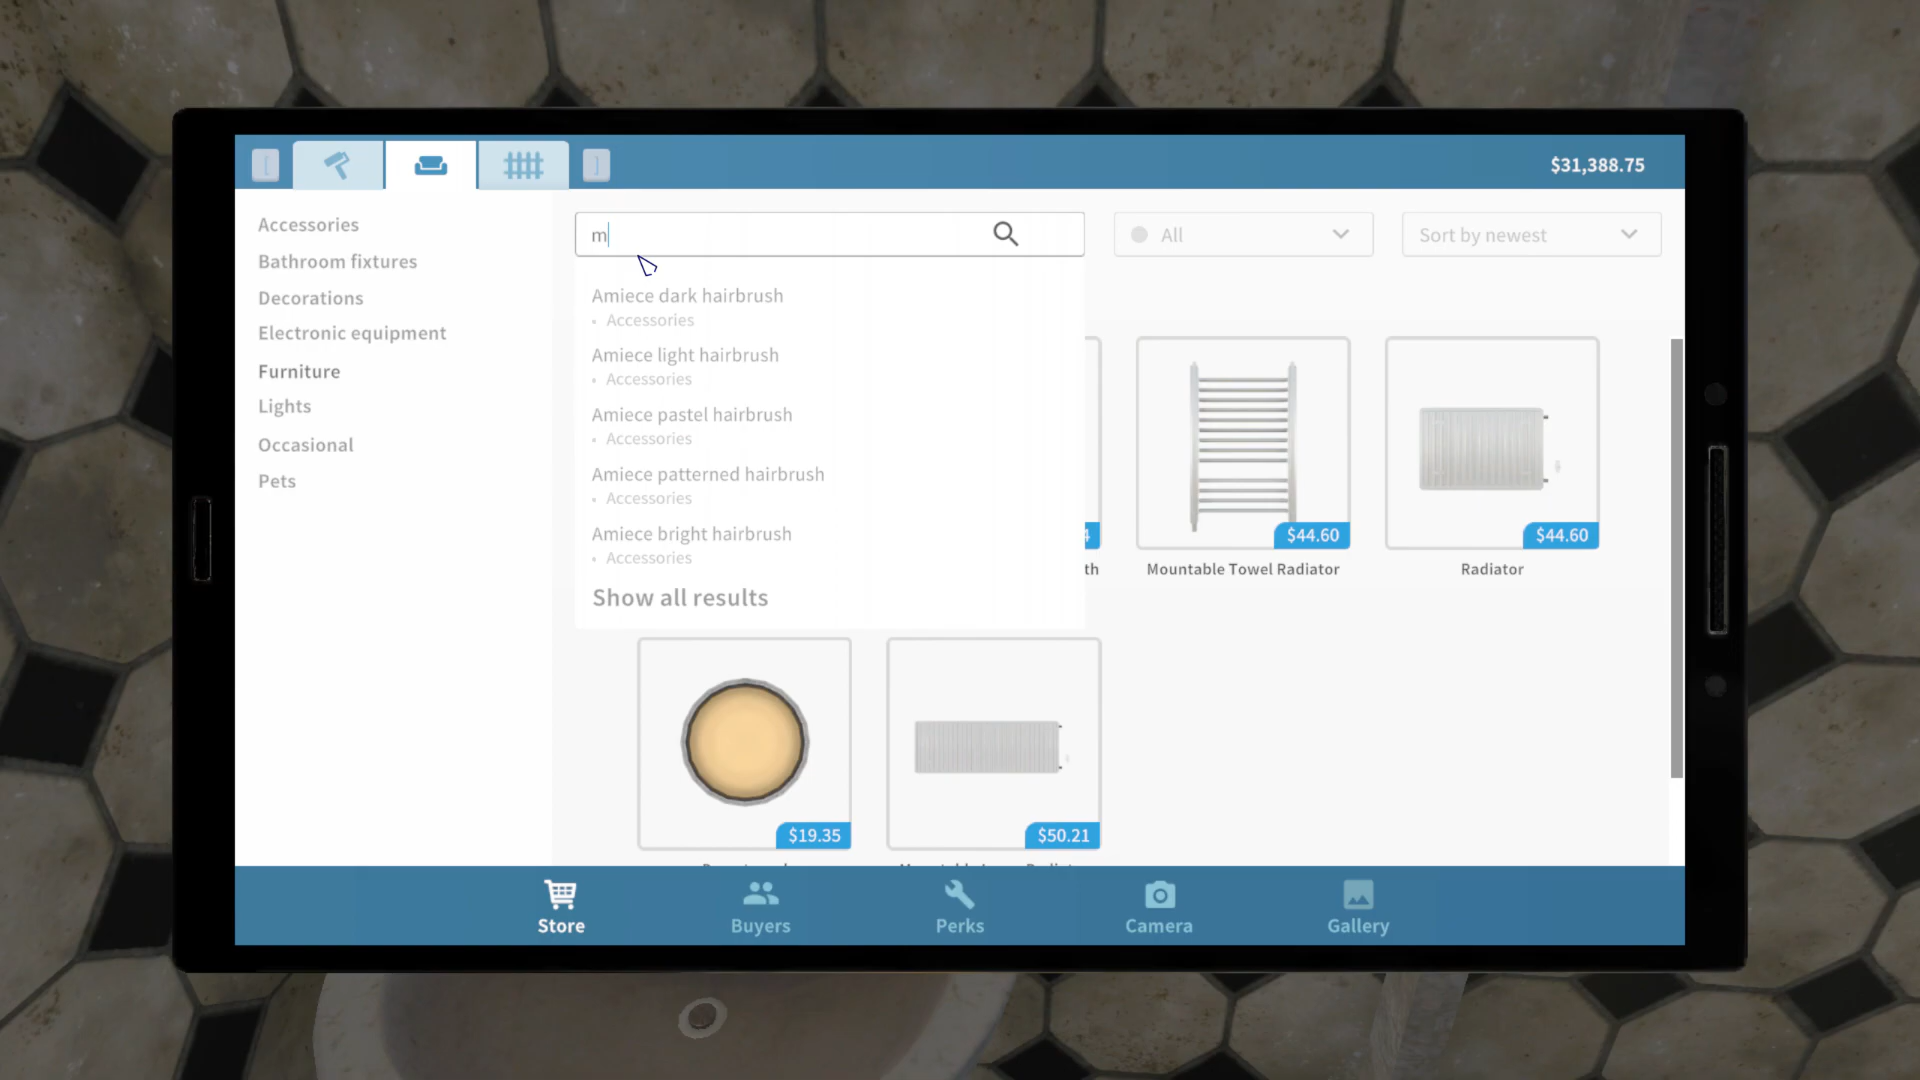 [
]
$31,388.75
Accessories
Bathroom fixtures
Decorations
Electronic equipment
Furniture
Lights
Occasional
Pets
m
All
Sort by newest
Amiece dark hairbrush
• Accessories
Amiece light hairbrush
• Accessories
Amiece pastel hairbrush
• Accessories
Amiece patterned hairbrush
• Accessories
Amiece bright hairbrush
• Accessories
Show all results
4
$44.60
$44.60
th
Mountable Towel Radiator
Radiator
$19.35
$50.21
Store
Buyers
Perks
Camera
Gallery